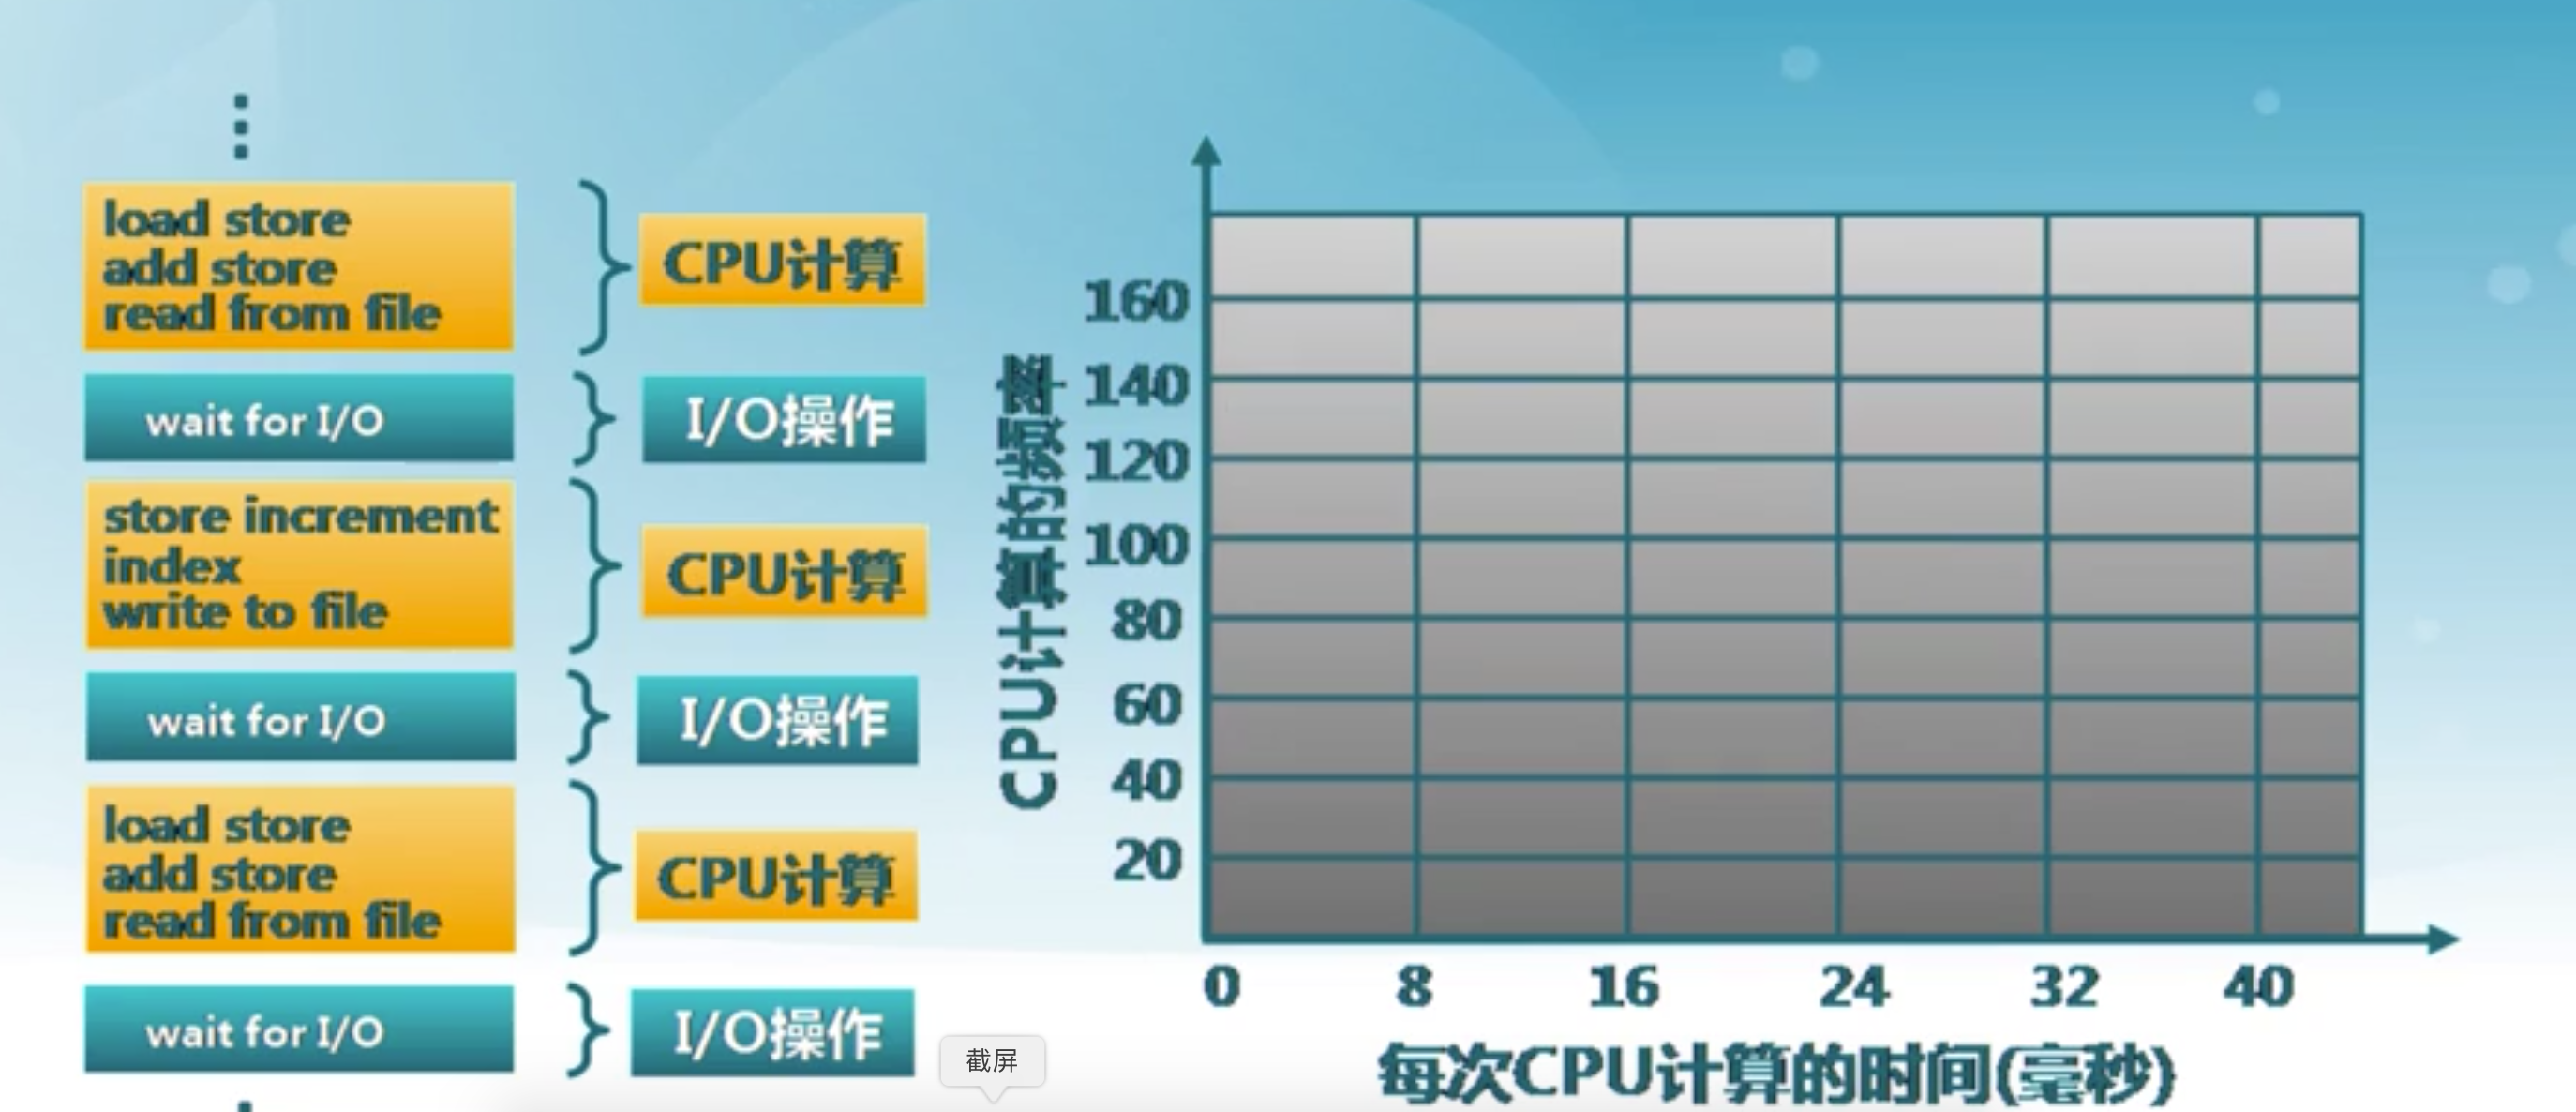 load store
add store
read from file
CPU计算
wait for I/O
I/O操作
store increment
index
write to file
CPU计算
wait for I/O
I/O操作
load store
add store
read from file
CPU计算
wait for I/O
I/O操作
截屏
CPU计算的频率
160
140
120
100
80
60
40
20
0 8 16 24 32 40
每次CPU计算的时间(毫秒)